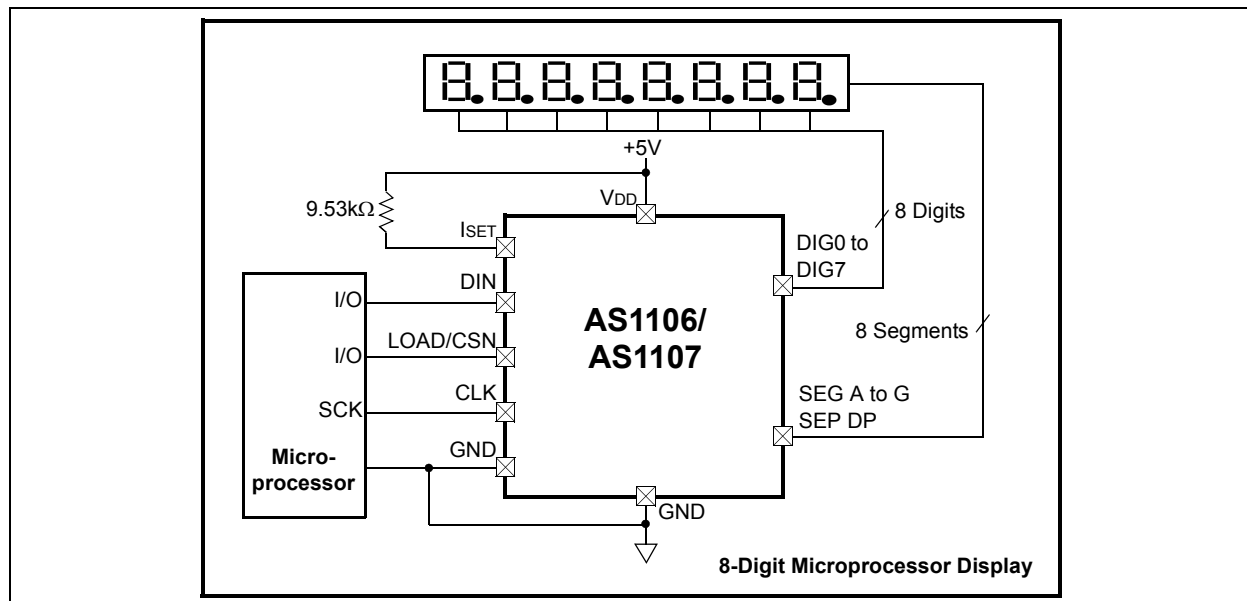 +5V
9.53kΩ
VDD
ISET
8 Digits
DIG0 to
DIG7
DIN
I/O
AS1106/
AS1107
LOAD/CSN
I/O
8 Segments
CLK
SCK
SEG A to G
SEP DP
GND
Micro-
processor
GND
8-Digit Microprocessor Display